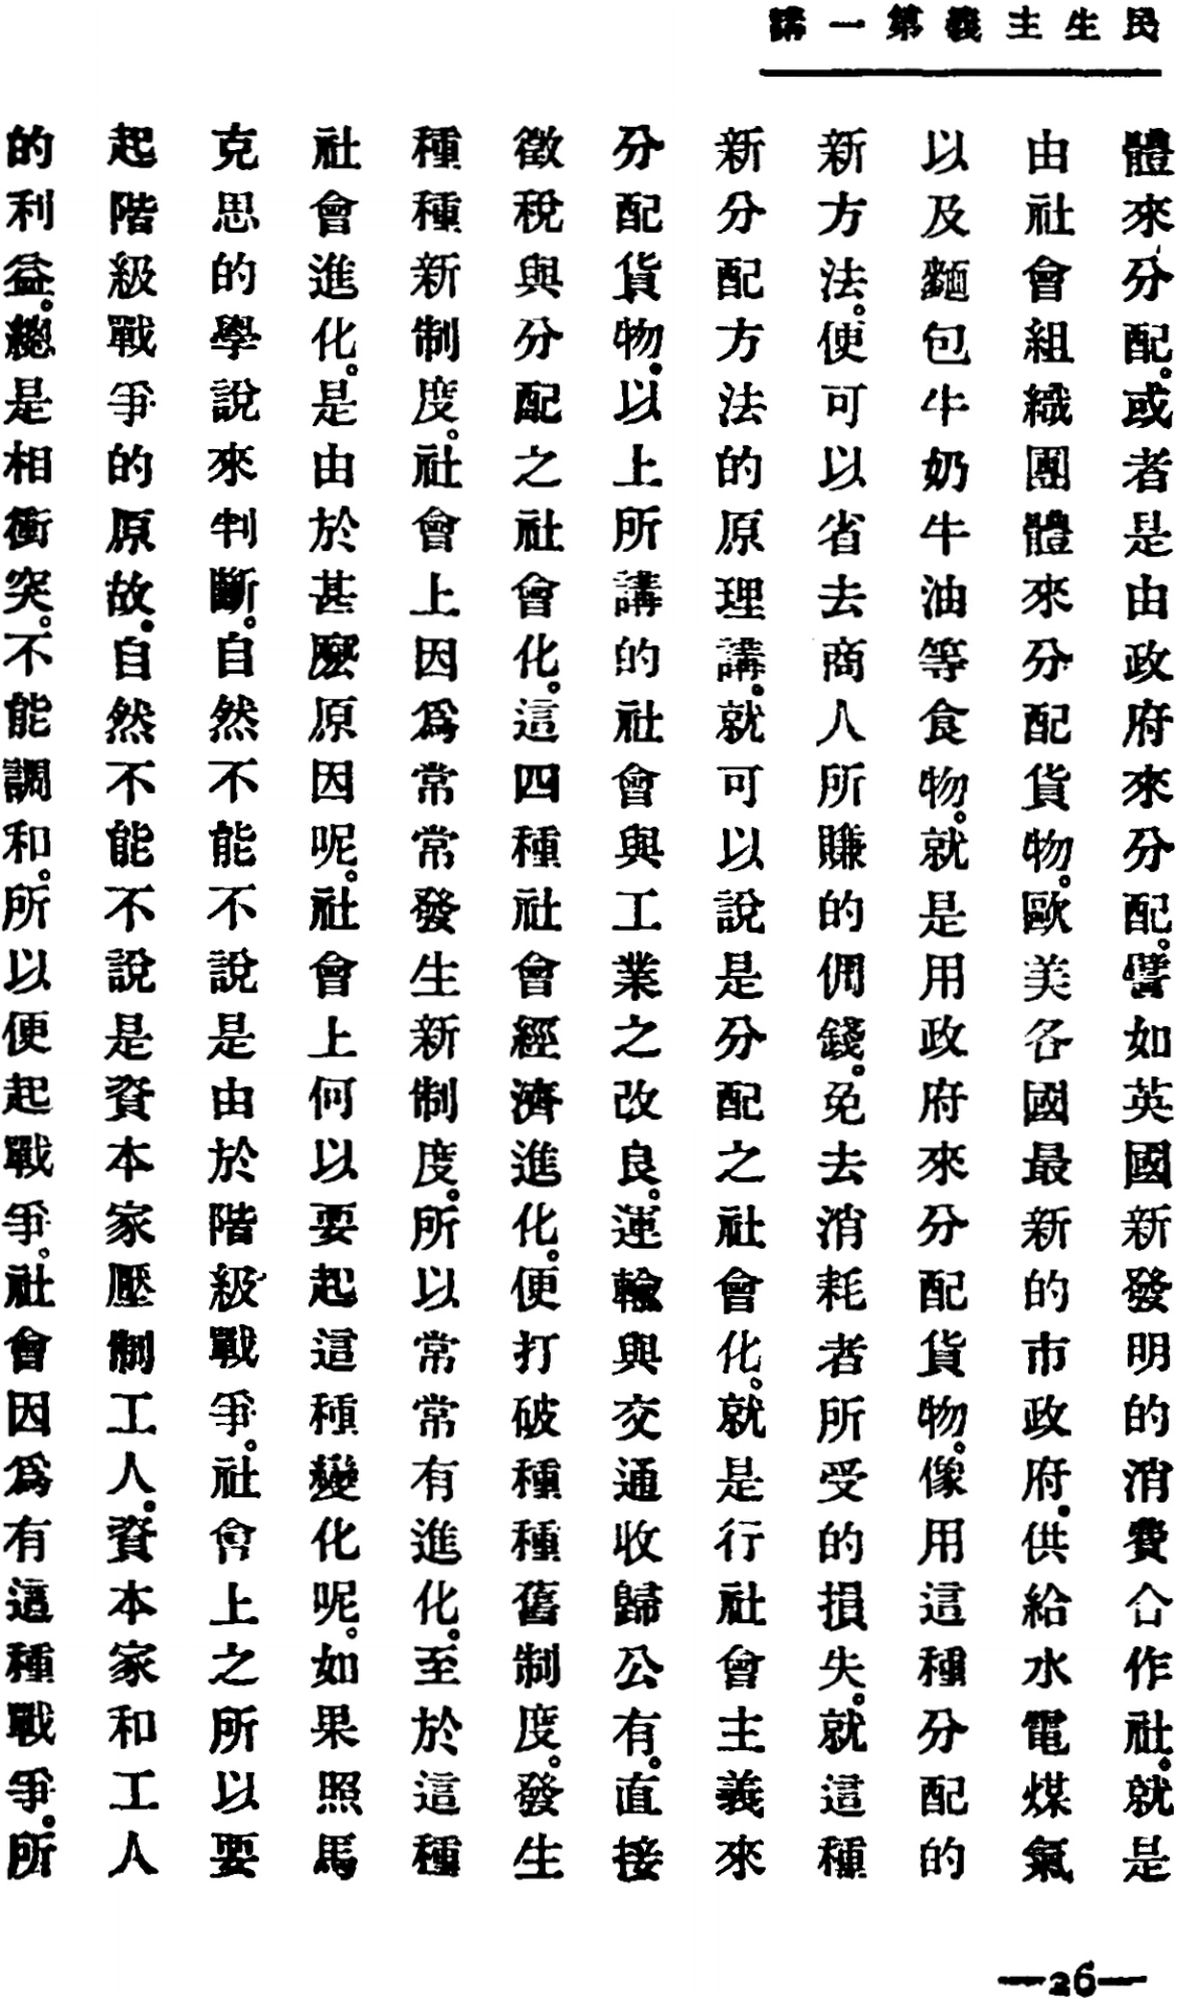 民生主義第一講
體來分配。或者是由政府來分配。譬如英國新發明的消費合作社。就是
由社會組織團體來分配貨物。歐美各國最新的市政府。供給水電煤氣
以及麵包牛奶牛油等食物。就是用政府來分配貨物。像用這種分配的
新方法。便可以省去商人所賺的佣錢。免去消耗者所受的損失。就這種
新分配方法的原理講。就可以說是分配之社會化。就是行社會主義來
分配貨物。以上所講的社會與工業之改良。運輸與交通收歸公有。直接
徵稅與分配之社會化。這四種社會經濟進化。便打破種種舊制度。發生
種種新制度。社會上因為常常發生新制度。所以常常有進化。至於這種
社會進化。是由於甚麼原因呢。社會上何以要起這種變化呢。如果照馬
克思的學說來判斷。自然不能不說是由於階級戰爭。社會上之所以要
起階級戰爭的原故。自然不能不說是資本家壓制工人。資本家和工人
的利益。總是相衝突。不能調和。所以便起戰爭。社會因為有這種戰爭。所
—26—